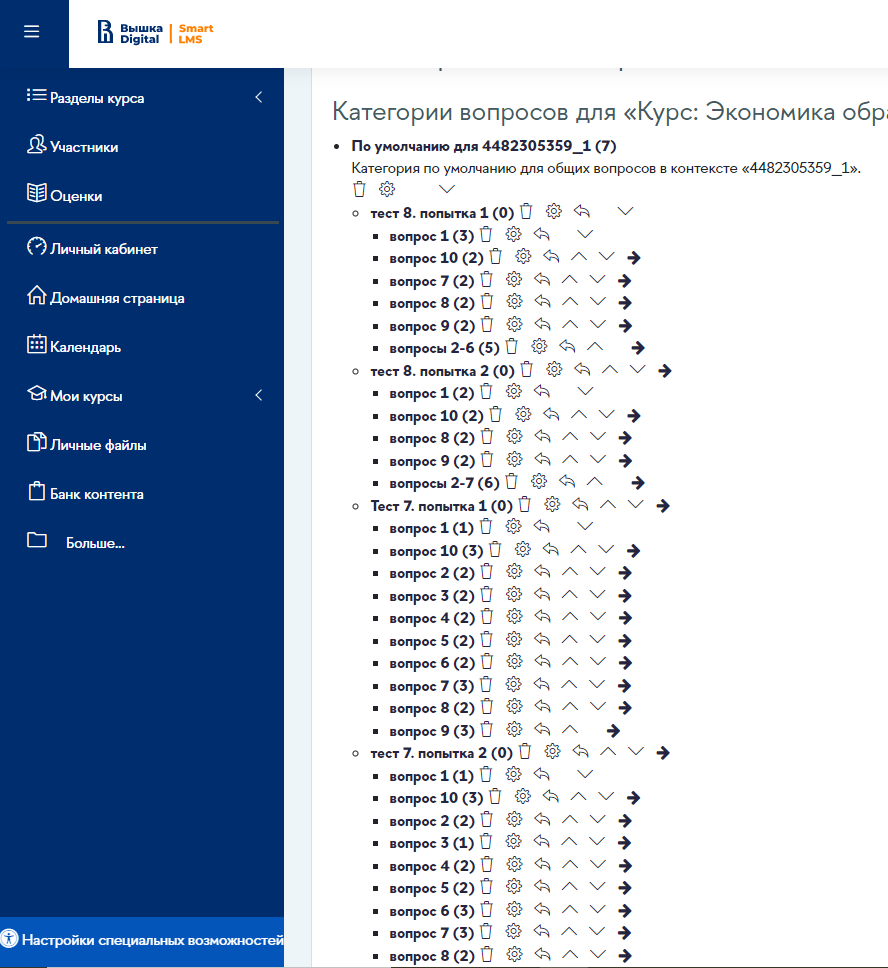 Вышка
Digital
Smart
LMS
Разделы курса
Участники
Оценки
Личный кабинет
Домашняя страница
Календарь
Мои курсы
Личные файлы
Банк контента
Больше...
Настройки специальных возможностей
Категории вопросов для «Курс: Экономика обра
По умолчанию для 4482305359_1 (7)
Категория по умолчанию для общих вопросов в контексте «4482305359_1».
тест 8. попытка 1 (0)
вопрос 1 (3)
вопрос 10 (2)
вопрос 7 (2)
вопрос 8 (2)
вопрос 9 (2)
вопросы 2-6 (5)
тест 8. попытка 2 (0)
вопрос 1 (2)
вопрос 10 (2)
вопрос 8 (2)
вопрос 9 (2)
вопросы 2-7 (6)
Тест 7. попытка 1 (0)
вопрос 1 (1)
вопрос 10 (3)
вопрос 2 (2)
вопрос 3 (2)
вопрос 4 (2)
вопрос 5 (2)
вопрос 6 (2)
вопрос 7 (3)
вопрос 8 (2)
вопрос 9 (3)
тест 7. попытка 2 (0)
вопрос 1 (1)
вопрос 10 (3)
вопрос 2 (2)
вопрос 3 (1)
вопрос 4 (2)
вопрос 5 (2)
вопрос 6 (3)
вопрос 7 (3)
вопрос 8 (2)